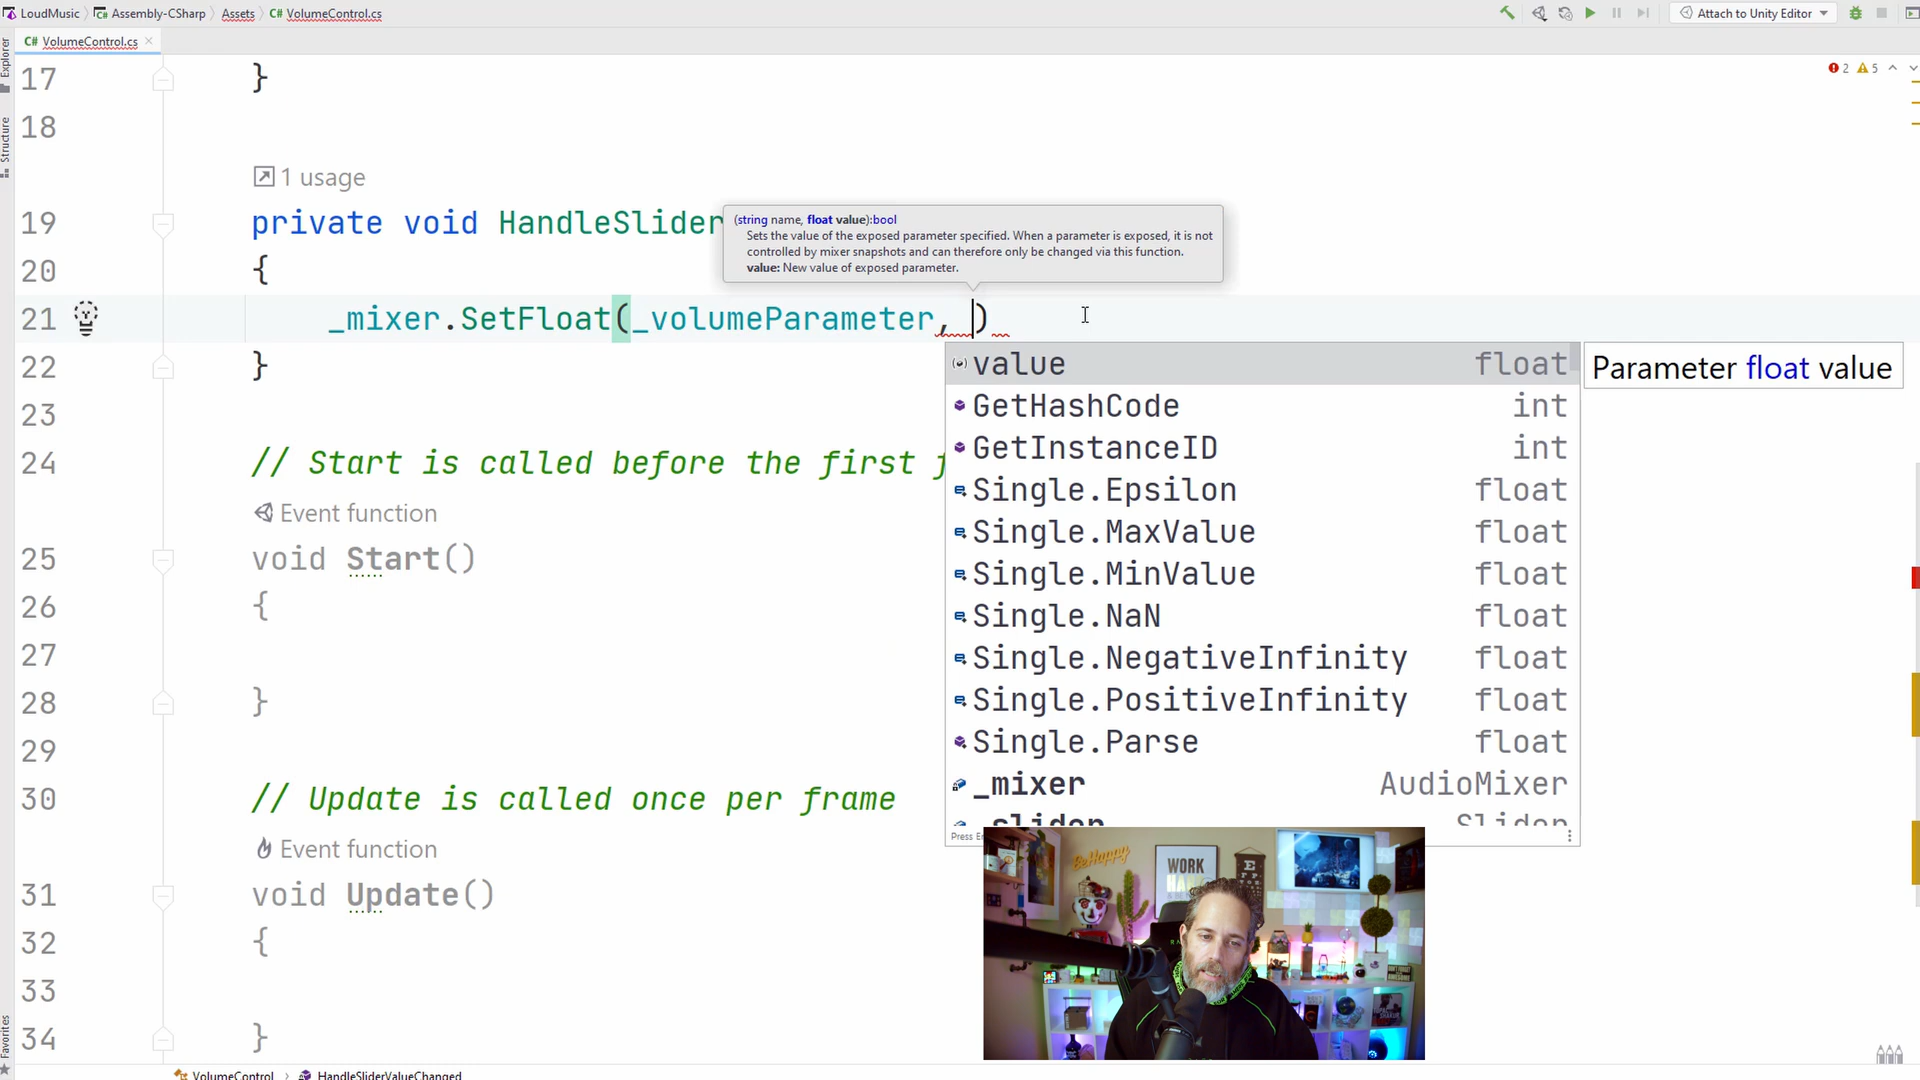 LoudMusic Assembly-CSharp Assets C# VolumeControl.cs
Attach to Unity Editor
C# VolumeControl.cs
Explorer
Structure
Favorites
2 5
17 }
18
1 usage
19 private void HandleSlider
(string name, float value):bool
Sets the value of the exposed parameter specified. When a parameter is exposed, it is not
controlled by mixer snapshots and can therefore only be changed via this function.
value: New value of exposed parameter.
20 {
21 _mixer.SetFloat(_volumeParameter, )
22 }
23
24 // Start is called before the first f
Event function
25 void Start()
26 {
27
28 }
29
30 // Update is called once per frame
Event function
31 void Update()
32 {
33
34 }
value float
GetHashCode int
GetInstanceID int
Single.Epsilon float
Single.MaxValue float
Single.MinValue float
Single.NaN float
Single.NegativeInfinity float
Single.PositiveInfinity float
Single.Parse float
_mixer AudioMixer
_slider Slider
Press En
Parameter float value
BeHappy
WORK
HAR
VolumeControl HandleSliderValueChanged